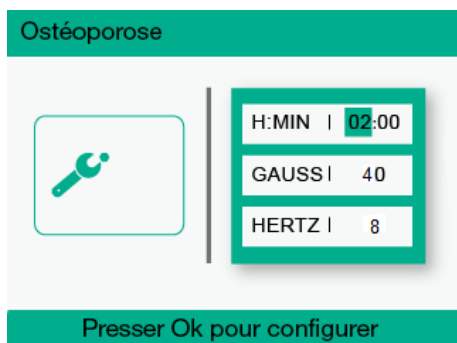 Ostéoporose
H:MIN | 02:00
GAUSS | 40
HERTZ | 8
Presser Ok pour configurer